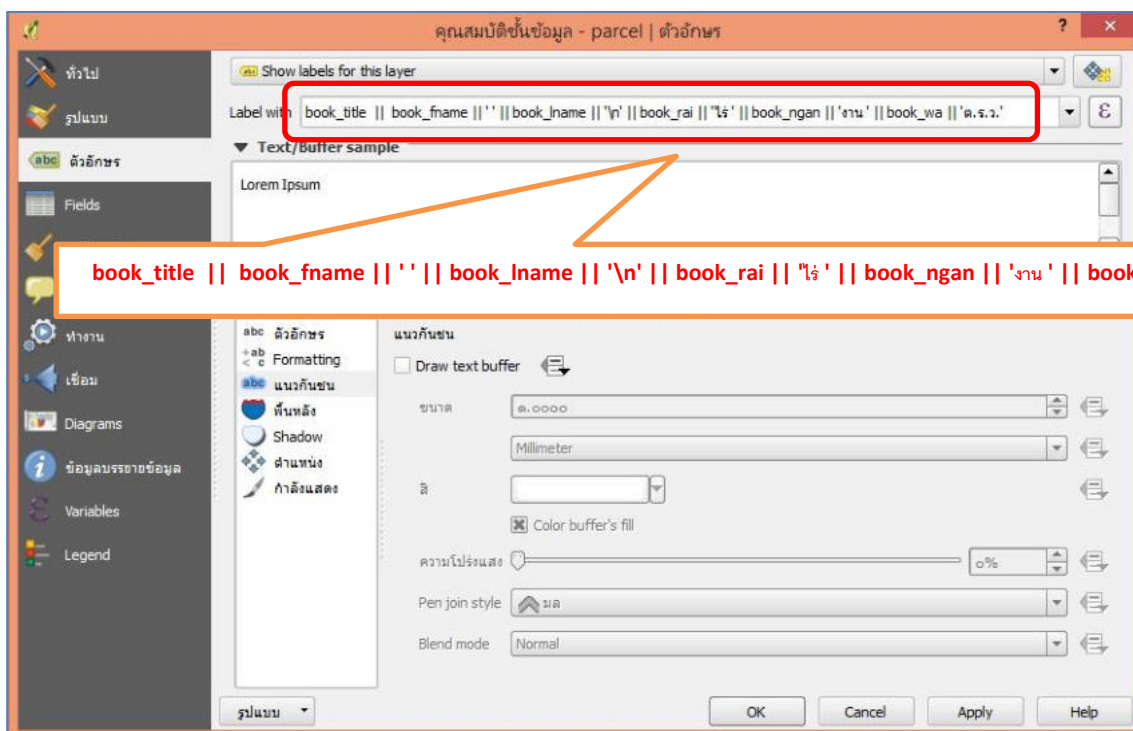 คุณสมบัติชั้นข้อมูล - parcel | ตัวอักษร
?
ทั่วไป
รูปแบบ
abc ตัวอักษร
Fields
ทำงาน
เชื่อม
Diagrams
ข้อมูลบรรยายข้อมูล
Variables
Legend
abc Show labels for this layer
Label with book_title || book_fname || ' ' || book_lname || '\n' || book_rai || 'ไร่ ' || book_ngan || 'งาน ' || book_wa || 'ต.ร.ว.' ε
Text/Buffer sample
Lorem Ipsum
book_title || book_fname || ' ' || book_lname || '\n' || book_rai || 'ไร่ ' || book_ngan || 'งาน ' || book
abc ตัวอักษร
+ab
< c Formatting
abc แนวกันชน
พื้นหลัง
Shadow
ตำแหน่ง
กำลังแสดง
แนวกันชน
Draw text buffer
ขนาด ๑.๐๐๐๐
Millimeter
สี
Color buffer's fill
ความโปร่งแสง ๐%
Pen join style มล
Blend mode Normal
รูปแบบ
OK Cancel Apply Help